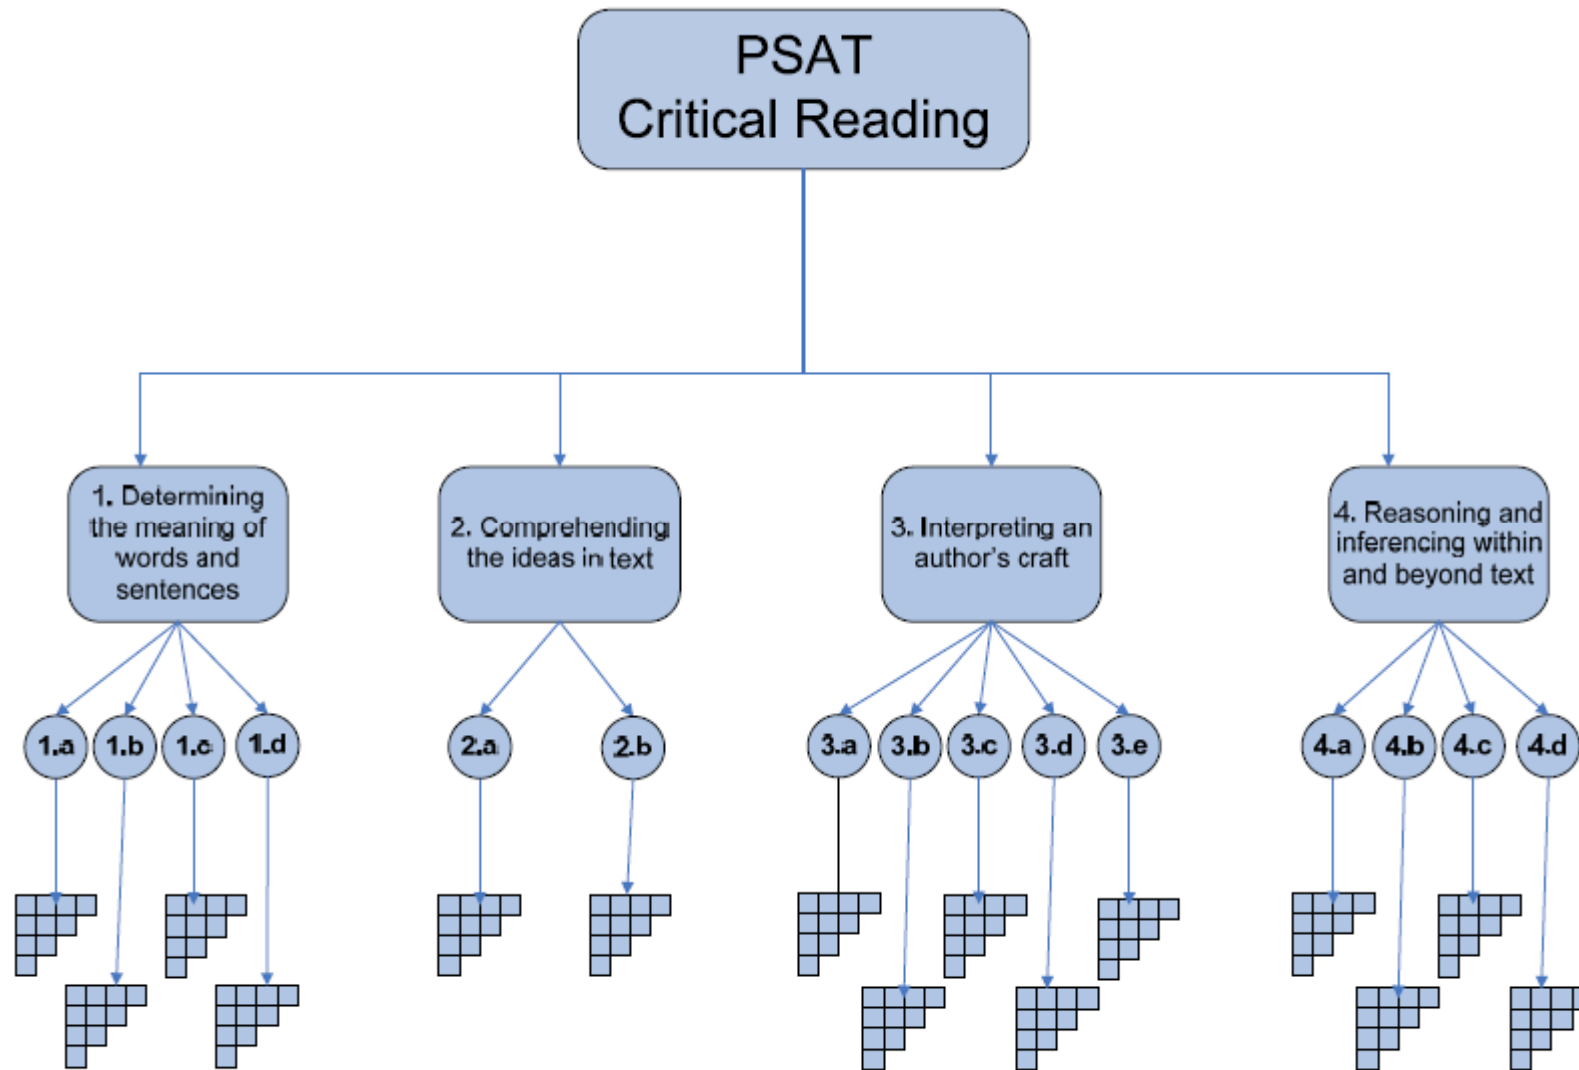 PSAT
Critical Reading
1. Determining
the meaning of
words and
sentences
2. Comprehending
the ideas in text
3. Interpreting an
author's craft
4. Reasoning and
inferencing within
and beyond text
1.a
1.b
1.c
1.d
2.a
2.b
3.a
3.b
3.c
3.d
3.e
4.a
4.b
4.c
4.d